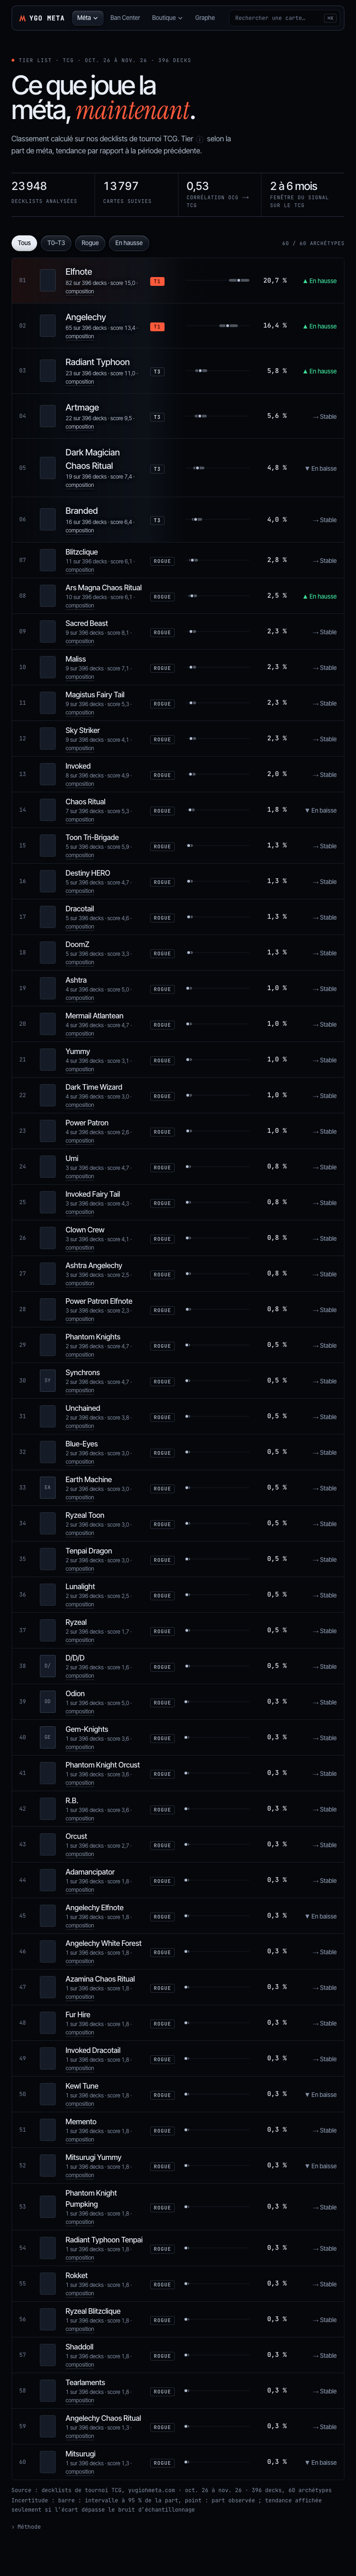 YGO META
Méta
Ban Center
Boutique
Graphe
Rechercher une carte…
⌘K
TIER LIST · TCG · OCT. 26 À NOV. 26 · 396 DECKS
Ce que joue la
méta, maintenant.
Classement calculé sur nos decklists de tournoi TCG. Tier ⓘ selon la
part de méta, tendance par rapport à la période précédente.
23 948
DECKLISTS ANALYSÉES
13 797
CARTES SUIVIES
0,53
CORRÉLATION OCG →
TCG
2 à 6 mois
FENÊTRE DU SIGNAL
SUR LE TCG
Tous
T0–T3
Rogue
En hausse
60 / 60 ARCHÉTYPES
01 Elfnote T1 20,7 % ▲ En hausse
82 sur 396 decks · score 15,0 ·
composition
02 Angelechy T1 16,4 % ▲ En hausse
65 sur 396 decks · score 13,4 ·
composition
03 Radiant Typhoon T3 5,8 % ▲ En hausse
23 sur 396 decks · score 11,0 ·
composition
04 Artmage T3 5,6 % → Stable
22 sur 396 decks · score 9,5 ·
composition
05 Dark Magician
Chaos Ritual T3 4,8 % ▼ En baisse
19 sur 396 decks · score 7,4 ·
composition
06 Branded T3 4,0 % → Stable
16 sur 396 decks · score 6,4 ·
composition
07 Blitzclique ROGUE 2,8 % → Stable
11 sur 396 decks · score 6,1 ·
composition
08 Ars Magna Chaos Ritual ROGUE 2,5 % ▲ En hausse
10 sur 396 decks · score 6,1 ·
composition
09 Sacred Beast ROGUE 2,3 % → Stable
9 sur 396 decks · score 8,1 ·
composition
10 Maliss ROGUE 2,3 % → Stable
9 sur 396 decks · score 7,1 ·
composition
11 Magistus Fairy Tail ROGUE 2,3 % → Stable
9 sur 396 decks · score 5,3 ·
composition
12 Sky Striker ROGUE 2,3 % → Stable
9 sur 396 decks · score 4,1 ·
composition
13 Invoked ROGUE 2,0 % → Stable
8 sur 396 decks · score 4,9 ·
composition
14 Chaos Ritual ROGUE 1,8 % ▼ En baisse
7 sur 396 decks · score 5,3 ·
composition
15 Toon Tri-Brigade ROGUE 1,3 % → Stable
5 sur 396 decks · score 5,9 ·
composition
16 Destiny HERO ROGUE 1,3 % → Stable
5 sur 396 decks · score 4,7 ·
composition
17 Dracotail ROGUE 1,3 % → Stable
5 sur 396 decks · score 4,6 ·
composition
18 DoomZ ROGUE 1,3 % → Stable
5 sur 396 decks · score 3,3 ·
composition
19 Ashtra ROGUE 1,0 % → Stable
4 sur 396 decks · score 5,0 ·
composition
20 Mermail Atlantean ROGUE 1,0 % → Stable
4 sur 396 decks · score 4,7 ·
composition
21 Yummy ROGUE 1,0 % → Stable
4 sur 396 decks · score 3,1 ·
composition
22 Dark Time Wizard ROGUE 1,0 % → Stable
4 sur 396 decks · score 3,0 ·
composition
23 Power Patron ROGUE 1,0 % → Stable
4 sur 396 decks · score 2,6 ·
composition
24 Umi ROGUE 0,8 % → Stable
3 sur 396 decks · score 4,7 ·
composition
25 Invoked Fairy Tail ROGUE 0,8 % → Stable
3 sur 396 decks · score 4,3 ·
composition
26 Clown Crew ROGUE 0,8 % → Stable
3 sur 396 decks · score 4,1 ·
composition
27 Ashtra Angelechy ROGUE 0,8 % → Stable
3 sur 396 decks · score 2,5 ·
composition
28 Power Patron Elfnote ROGUE 0,8 % → Stable
3 sur 396 decks · score 2,3 ·
composition
29 Phantom Knights ROGUE 0,5 % → Stable
2 sur 396 decks · score 4,7 ·
composition
30 SY Synchrons ROGUE 0,5 % → Stable
2 sur 396 decks · score 4,7 ·
composition
31 Unchained ROGUE 0,5 % → Stable
2 sur 396 decks · score 3,8 ·
composition
32 Blue-Eyes ROGUE 0,5 % → Stable
2 sur 396 decks · score 3,0 ·
composition
33 EA Earth Machine ROGUE 0,5 % → Stable
2 sur 396 decks · score 3,0 ·
composition
34 Ryzeal Toon ROGUE 0,5 % → Stable
2 sur 396 decks · score 3,0 ·
composition
35 Tenpai Dragon ROGUE 0,5 % → Stable
2 sur 396 decks · score 3,0 ·
composition
36 Lunalight ROGUE 0,5 % → Stable
2 sur 396 decks · score 2,5 ·
composition
37 Ryzeal ROGUE 0,5 % → Stable
2 sur 396 decks · score 1,7 ·
composition
38 D/ D/D/D ROGUE 0,5 % → Stable
2 sur 396 decks · score 1,6 ·
composition
39 OD Odion ROGUE 0,3 % → Stable
1 sur 396 decks · score 5,0 ·
composition
40 GE Gem-Knights ROGUE 0,3 % → Stable
1 sur 396 decks · score 3,6 ·
composition
41 Phantom Knight Orcust ROGUE 0,3 % → Stable
1 sur 396 decks · score 3,6 ·
composition
42 R.B. ROGUE 0,3 % → Stable
1 sur 396 decks · score 3,6 ·
composition
43 Orcust ROGUE 0,3 % → Stable
1 sur 396 decks · score 2,7 ·
composition
44 Adamancipator ROGUE 0,3 % → Stable
1 sur 396 decks · score 1,8 ·
composition
45 Angelechy Elfnote ROGUE 0,3 % ▼ En baisse
1 sur 396 decks · score 1,6 ·
composition
46 Angelechy White Forest ROGUE 0,3 % → Stable
1 sur 396 decks · score 1,8 ·
composition
47 Azamina Chaos Ritual ROGUE 0,3 % → Stable
1 sur 396 decks · score 1,8 ·
composition
48 Fur Hire ROGUE 0,3 % → Stable
1 sur 396 decks · score 1,8 ·
composition
49 Invoked Dracotail ROGUE 0,3 % → Stable
1 sur 396 decks · score 1,8 ·
composition
50 Kewl Tune ROGUE 0,3 % ▼ En baisse
1 sur 396 decks · score 1,8 ·
composition
51 Memento ROGUE 0,3 % → Stable
1 sur 396 decks · score 1,8 ·
composition
52 Mitsurugi Yummy ROGUE 0,3 % ▼ En baisse
1 sur 396 decks · score 1,8 ·
composition
53 Phantom Knight
Pumpking ROGUE 0,3 % → Stable
1 sur 396 decks · score 1,8 ·
composition
54 Radiant Typhoon Tenpai ROGUE 0,3 % → Stable
1 sur 396 decks · score 1,8 ·
composition
55 Rokket ROGUE 0,3 % → Stable
1 sur 396 decks · score 1,8 ·
composition
56 Ryzeal Blitzclique ROGUE 0,3 % → Stable
1 sur 396 decks · score 1,8 ·
composition
57 Shaddoll ROGUE 0,3 % → Stable
1 sur 396 decks · score 1,8 ·
composition
58 Tearlaments ROGUE 0,3 % → Stable
1 sur 396 decks · score 1,8 ·
composition
59 Angelechy Chaos Ritual ROGUE 0,3 % → Stable
1 sur 396 decks · score 1,3 ·
composition
60 Mitsurugi ROGUE 0,3 % ▼ En baisse
1 sur 396 decks · score 1,3 ·
composition
Source : decklists de tournoi TCG, yugiohmeta.com · oct. 26 à nov. 26 · 396 decks, 60 archétypes
Incertitude : barre : intervalle à 95 % de la part, point : part observée ; tendance affichée
seulement si l'écart dépasse le bruit d'échantillonnage
› Méthode